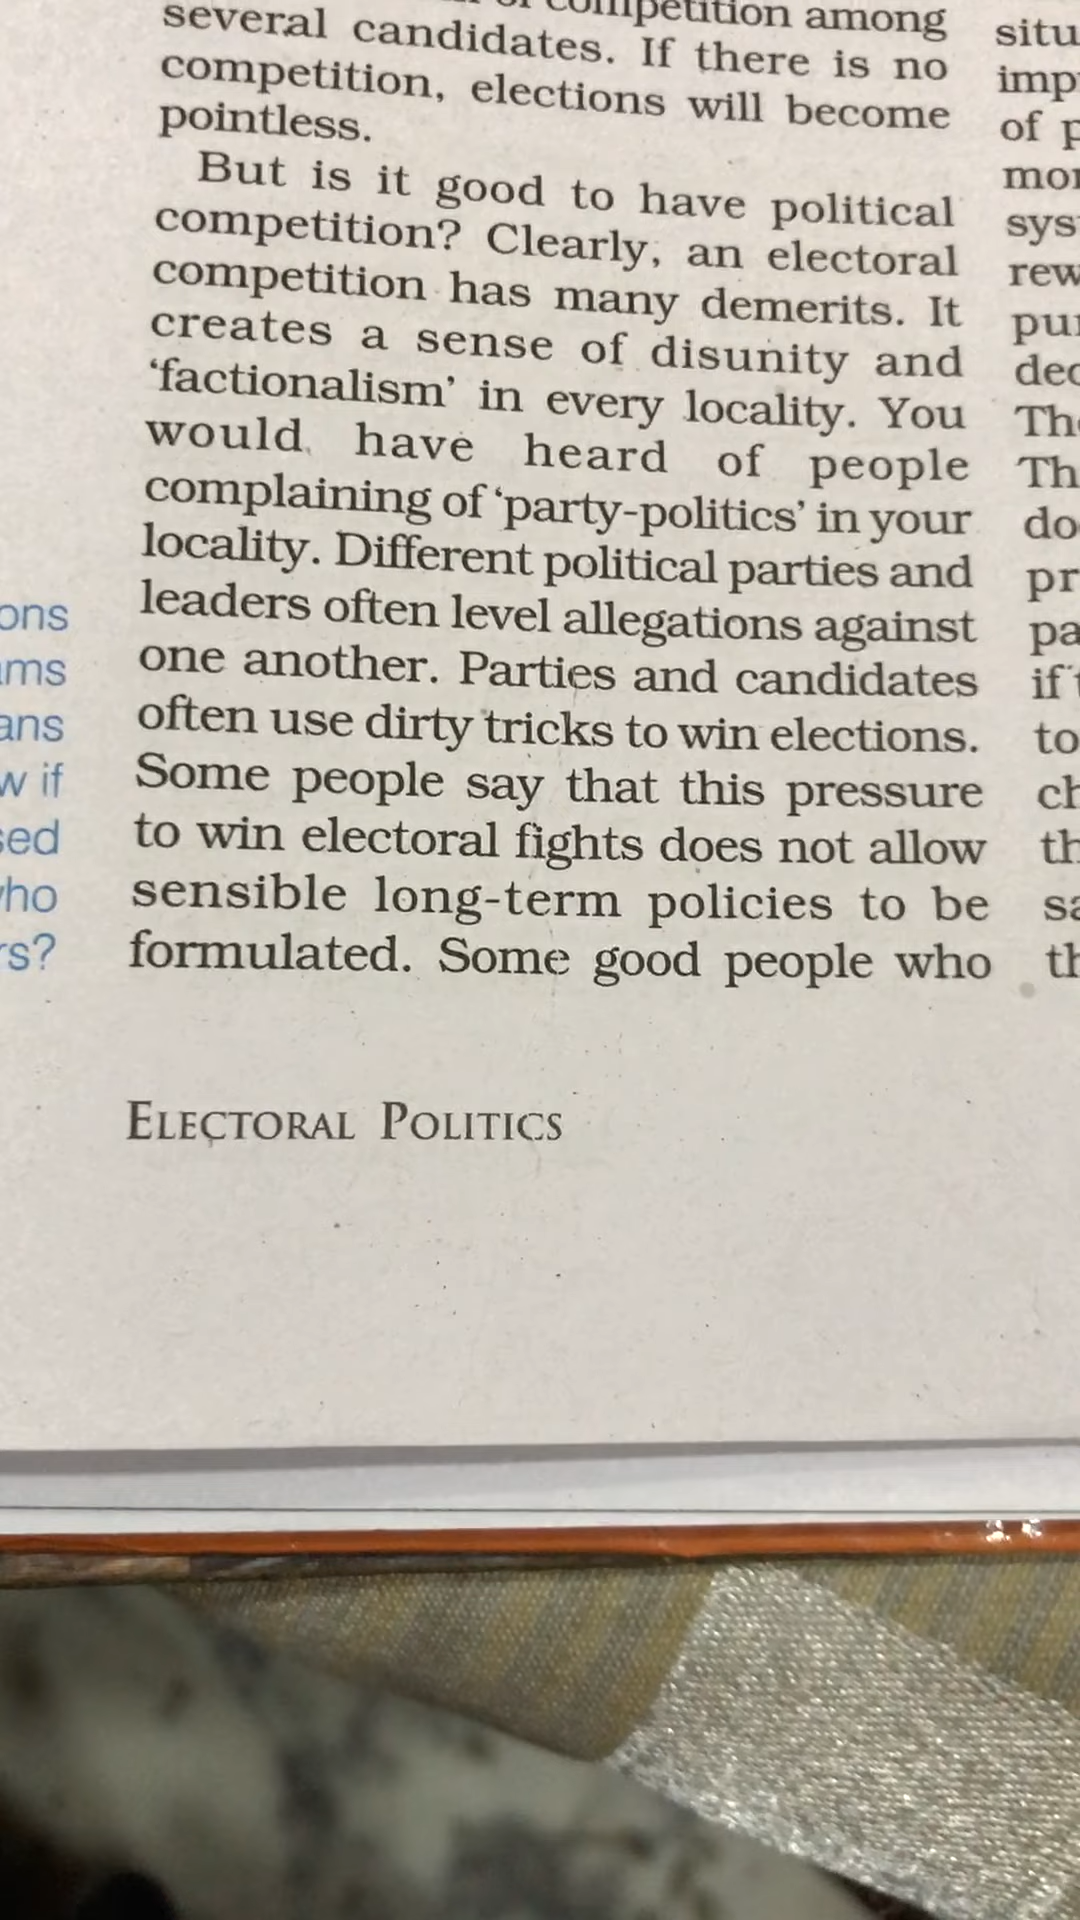 competition among
several candidates. If there is no
competition, elections will become
pointless.
But is it good to have political
competition? Clearly, an electoral
competition has many demerits. It
creates a sense of disunity and
‘factionalism’ in every locality. You
would have heard of people
complaining of ‘party-politics’ in your
locality. Different political parties and
leaders often level allegations against
one another. Parties and candidates
often use dirty tricks to win elections.
Some people say that this pressure
to win electoral fights does not allow
sensible long-term policies to be
formulated. Some good people who
ELECTORAL POLITICS